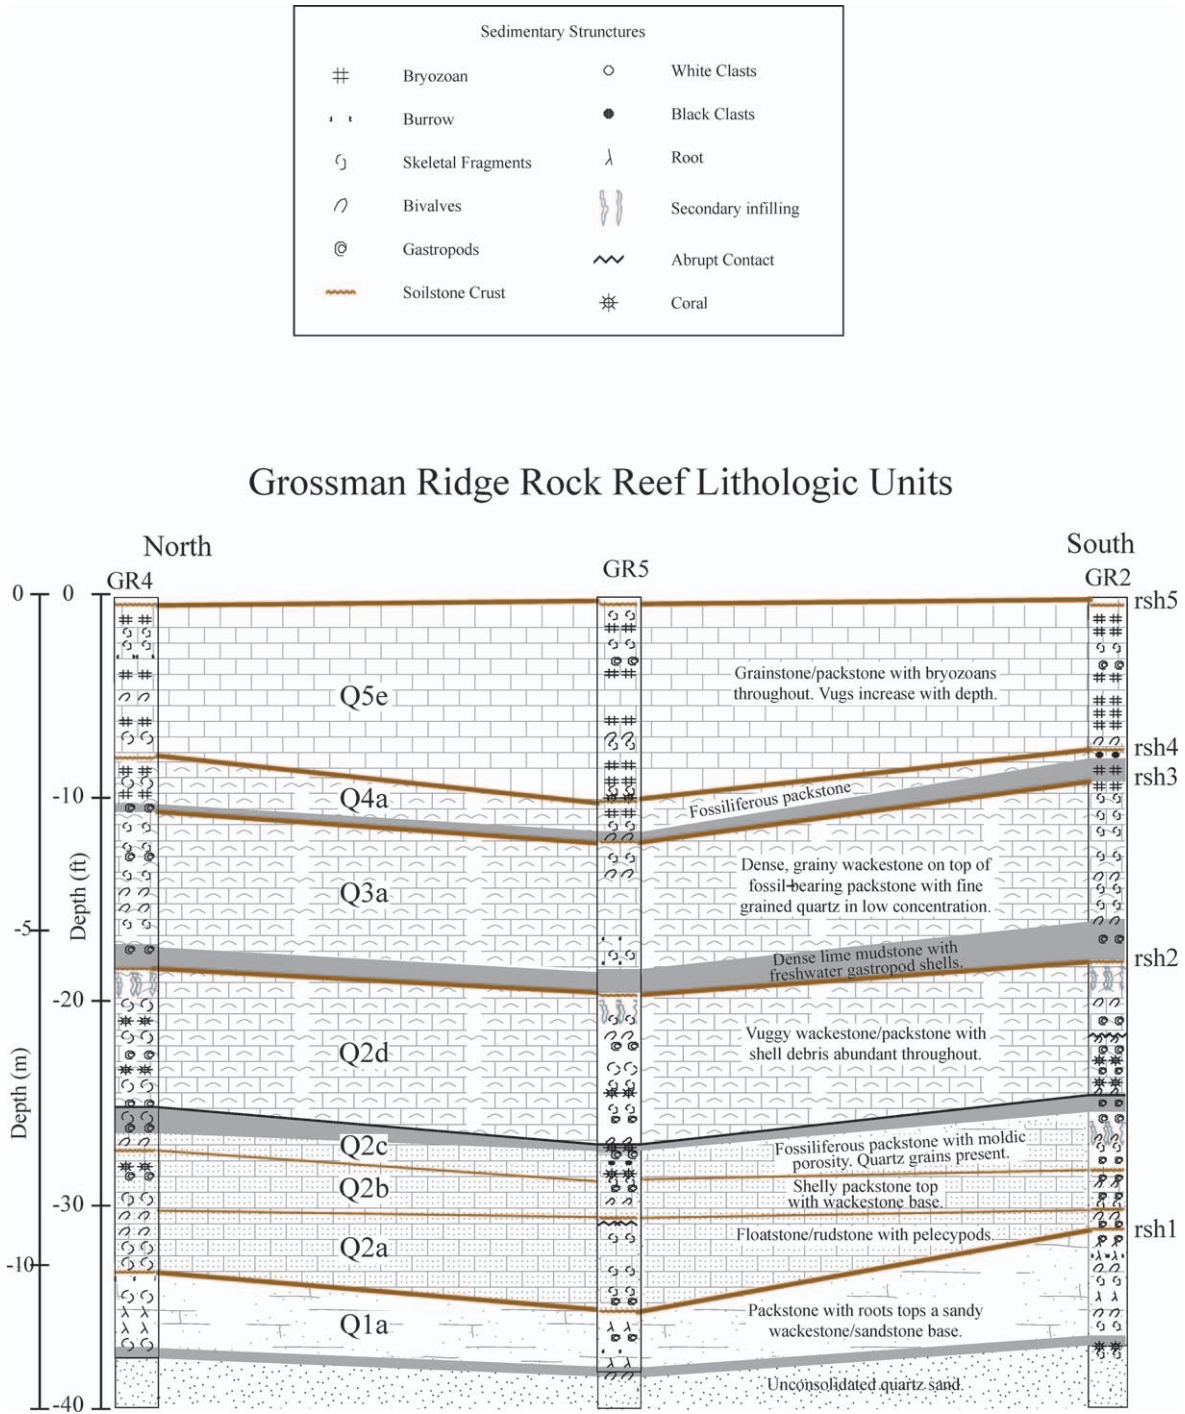 Sedimentary Strunctures
Bryozoan
White Clasts
Burrow
Black Clasts
Skeletal Fragments
Root
Bivalves
Secondary infilling
Gastropods
Abrupt Contact
Soilstone Crust
Coral
Grossman Ridge Rock Reef Lithologic Units
North
South
GR4
GR5
GR2
0
0
rsh5
Grainstone/packstone with bryozoans
throughout. Vugs increase with depth.
Q5e
rsh4
rsh3
-10
Q4a
Fossiliferous packstone
Depth (ft)
Q3a
Dense, grainy wackestone on top of
fossil-bearing packstone with fine
grained quartz in low concentration.
-5
Dense lime mudstone with
freshwater gastropod shells.
rsh2
-20
Q2d
Vuggy wackestone/packstone with
shell debris abundant throughout.
Depth (m)
Q2c
Fossiliferous packstone with moldic
porosity. Quartz grains present.
Q2b
Shelly packstone top
with wackestone base.
-30
rsh1
Q2a
Floatstone/rudstone with pelecypods.
-10
Q1a
Packstone with roots tops a sandy
wackestone/sandstone base.
Unconsolidated quartz sand.
-40